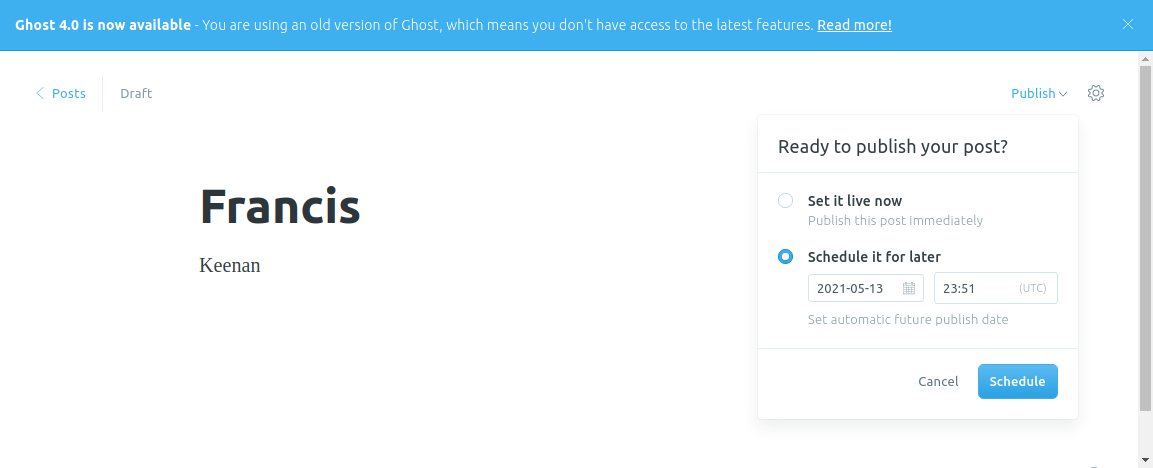 Ghost 4.0 is now available - You are using an old version of Ghost, which means you don't have access to the latest features. Read more!
Posts
Draft
Publish
Ready to publish your post?
Francis
Keenan
Set it live now
Publish this post immediately
Schedule it for later
2021-05-13
23:51 (UTC)
Set automatic future publish date
Cancel
Schedule